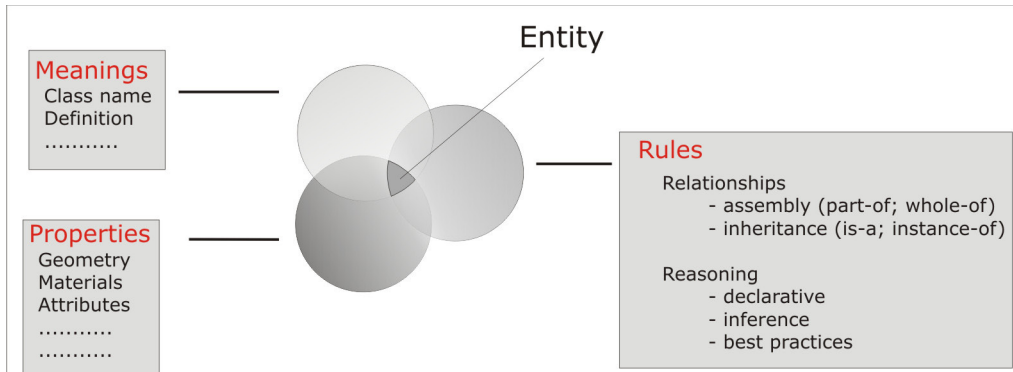 Entity
Meanings
Class name
Definition
...........
Properties
Geometry
Materials
Attributes
...........
...........
Rules
Relationships
- assembly (part-of; whole-of)
- inheritance (is-a; instance-of)
Reasoning
- declarative
- inference
- best practices